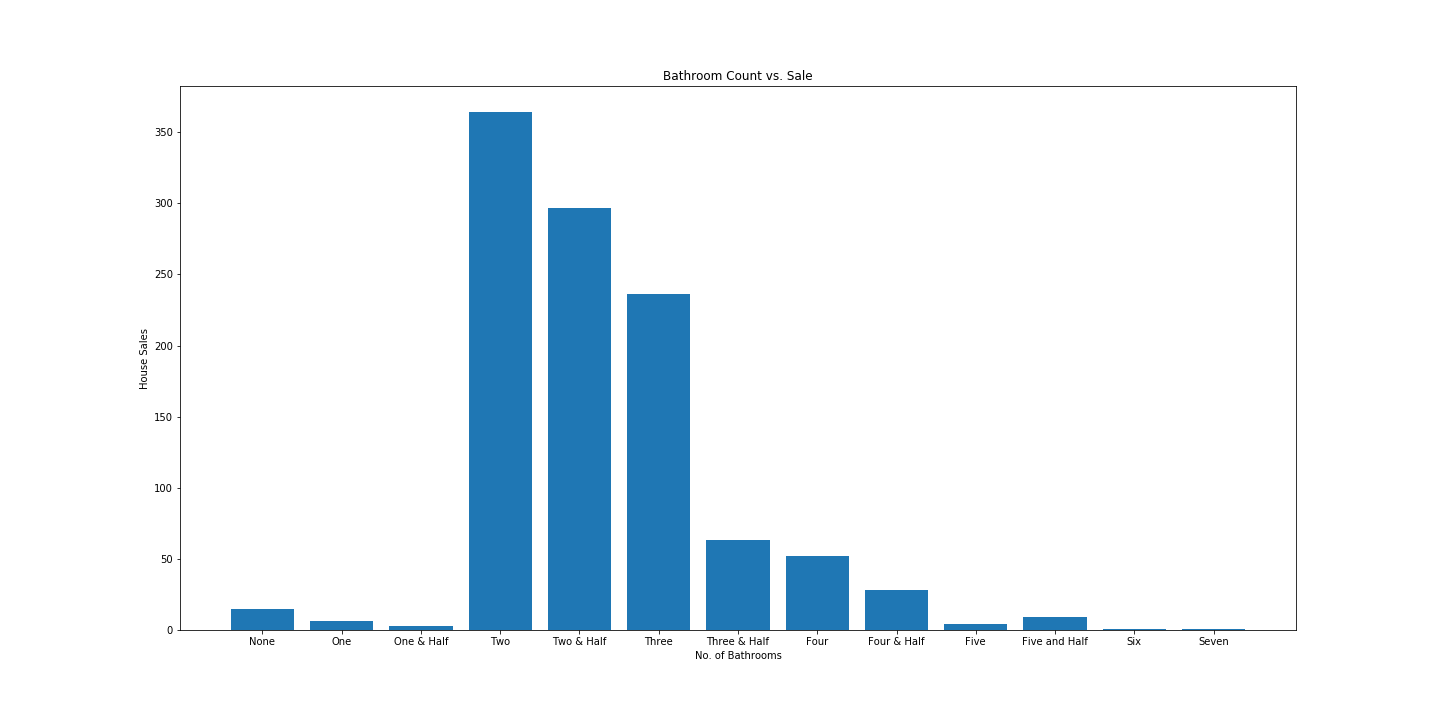 Bathroom Count vs. Sale
350
300
250
200
150
100
50
0
House Sales
None One One & Half Two Two & Half Three Three & Half Four Four & Half Five Five and Half Six Seven
No. of Bathrooms